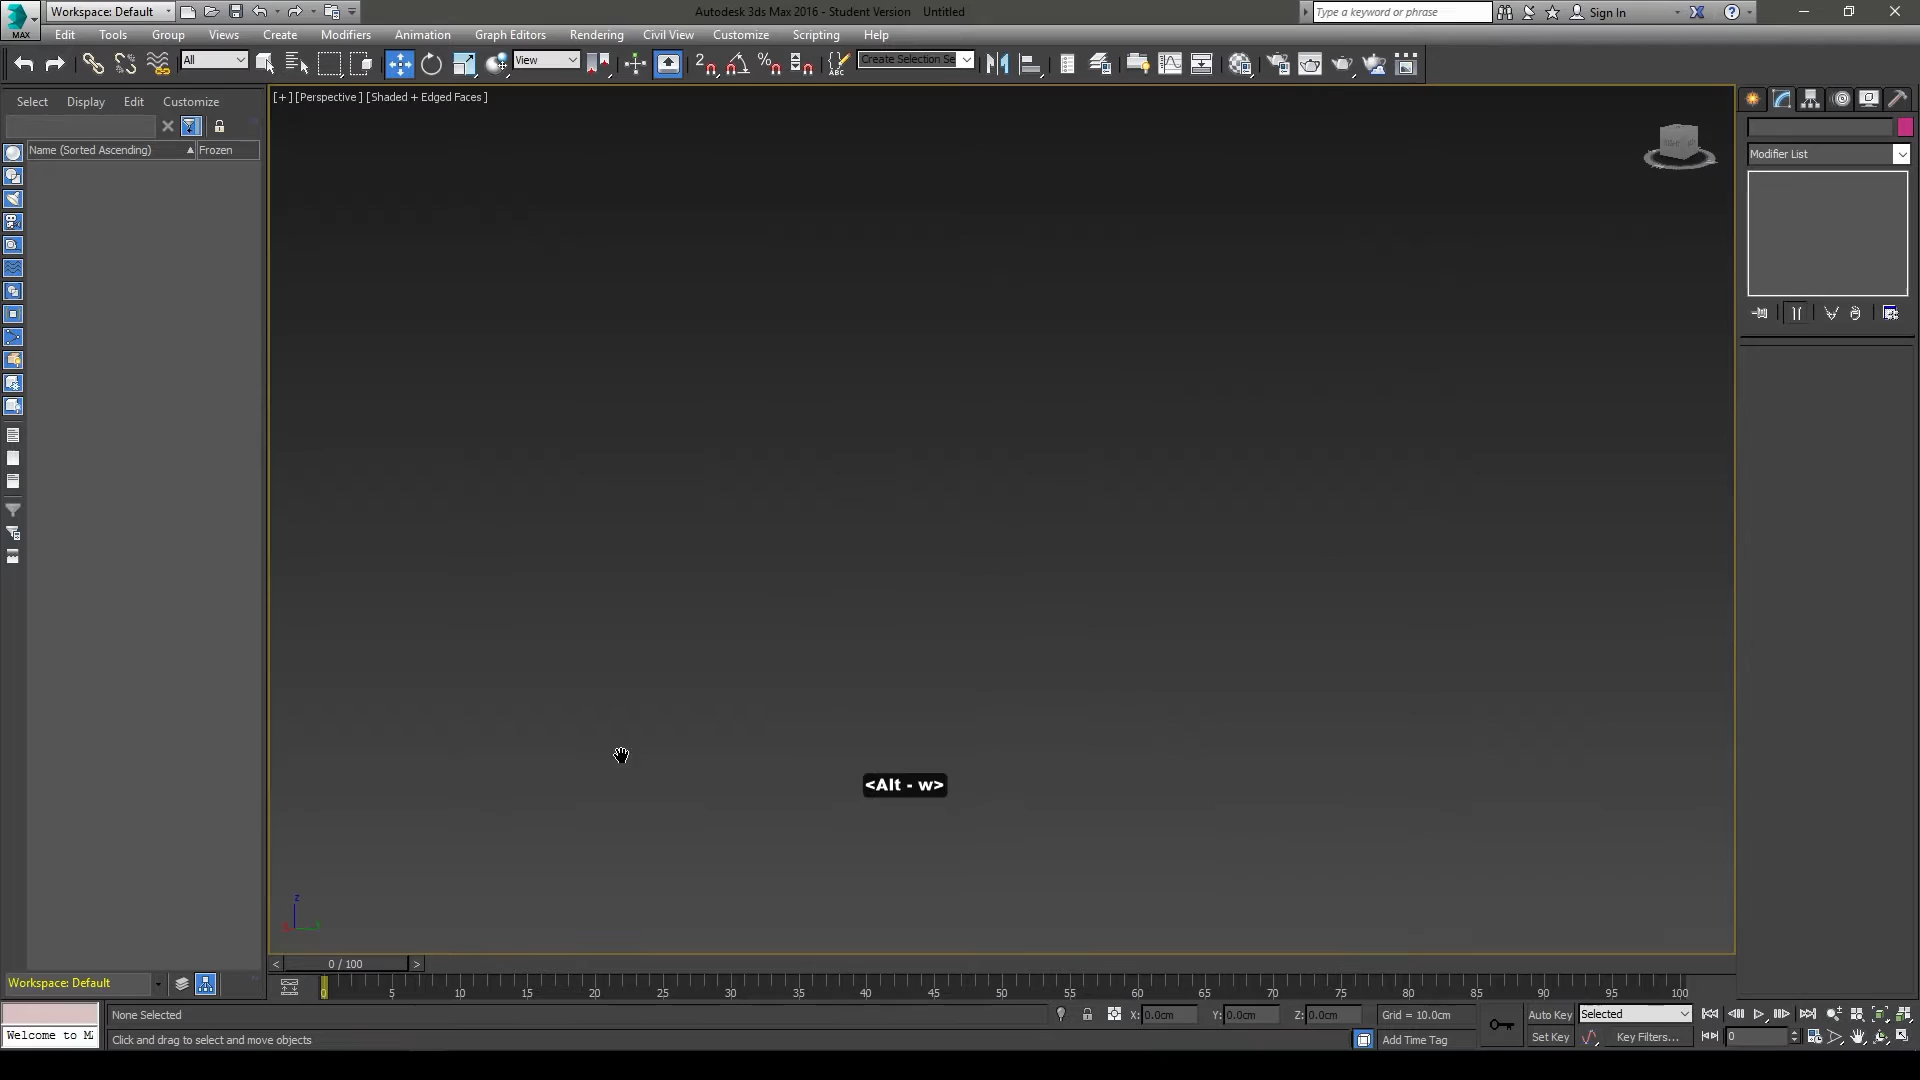 Workspace: Default
Autodesk 3ds Max 2016 - Student Version Untitled
Type a keyword or phrase
Sign In
MAX
Edit Tools Group Views Create Modifiers Animation Graph Editors Rendering Civil View Customize Scripting Help
All
View
Create Selection Se
Select Display Edit Customize
Name (Sorted Ascending)
Frozen
[+] [Perspective] [Shaded + Edged Faces]
Modifier List
<Alt - w>
z
0 / 100
Workspace: Default
0 5 10 15 20 25 30 35 40 45 50 55 60 65 70 75 80 85 90 95 100
None Selected
X: 0.0cm Y: 0.0cm Z: 0.0cm
Grid = 10.0cm
Auto Key
Selected
Welcome to M
Click and drag to select and move objects
Add Time Tag
Set Key
Key Filters...
0